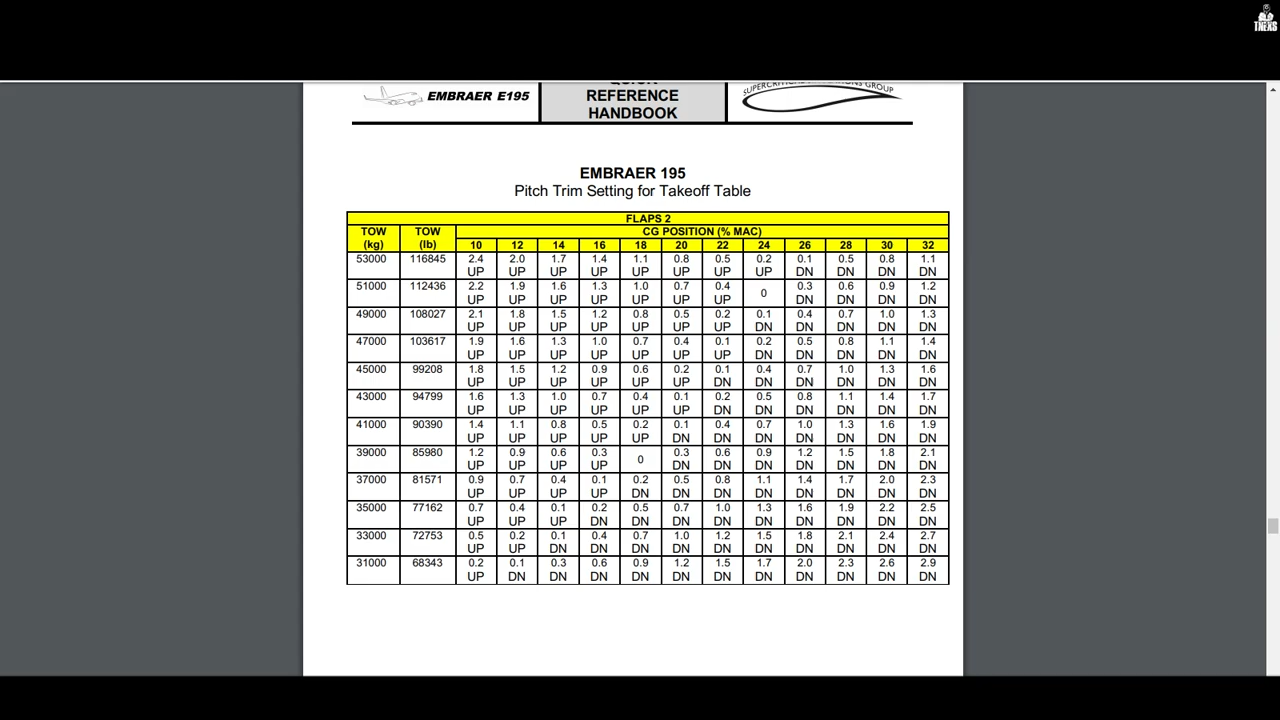 TNEKS
EMBRAER E195
QUICK
REFERENCE
HANDBOOK
EMBRAER 195
Pitch Trim Setting for Takeoff Table
FLAPS 2
TOW (kg) TOW (lb) CG POSITION (% MAC)
10 12 14 16 18 20 22 24 26 28 30 32
53000 116845 2.4 UP 2.0 UP 1.7 UP 1.4 UP 1.1 UP 0.8 UP 0.5 UP 0.2 UP 0.1 DN 0.5 DN 0.8 DN 1.1 DN
51000 112436 2.2 UP 1.9 UP 1.6 UP 1.3 UP 1.0 UP 0.7 UP 0.4 UP 0 0.3 DN 0.6 DN 0.9 DN 1.2 DN
49000 108027 2.1 UP 1.8 UP 1.5 UP 1.2 UP 0.8 UP 0.5 UP 0.2 UP 0.1 DN 0.4 DN 0.7 DN 1.0 DN 1.3 DN
47000 103617 1.9 UP 1.6 UP 1.3 UP 1.0 UP 0.7 UP 0.4 UP 0.1 UP 0.2 DN 0.5 DN 0.8 DN 1.1 DN 1.4 DN
45000 99208 1.8 UP 1.5 UP 1.2 UP 0.9 UP 0.6 UP 0.2 UP 0.1 DN 0.4 DN 0.7 DN 1.0 DN 1.3 DN 1.6 DN
43000 94799 1.6 UP 1.3 UP 1.0 UP 0.7 UP 0.4 UP 0.1 UP 0.2 DN 0.5 DN 0.8 DN 1.1 DN 1.4 DN 1.7 DN
41000 90390 1.4 UP 1.1 UP 0.8 UP 0.5 UP 0.2 UP 0.1 DN 0.4 DN 0.7 DN 1.0 DN 1.3 DN 1.6 DN 1.9 DN
39000 85980 1.2 UP 0.9 UP 0.6 UP 0.3 UP 0 0.3 DN 0.6 DN 0.9 DN 1.2 DN 1.5 DN 1.8 DN 2.1 DN
37000 81571 0.9 UP 0.7 UP 0.4 UP 0.1 UP 0.2 DN 0.5 DN 0.8 DN 1.1 DN 1.4 DN 1.7 DN 2.0 DN 2.3 DN
35000 77162 0.7 UP 0.4 UP 0.1 UP 0.2 DN 0.5 DN 0.7 DN 1.0 DN 1.3 DN 1.6 DN 1.9 DN 2.2 DN 2.5 DN
33000 72753 0.5 UP 0.2 UP 0.1 DN 0.4 DN 0.7 DN 1.0 DN 1.2 DN 1.5 DN 1.8 DN 2.1 DN 2.4 DN 2.7 DN
31000 68343 0.2 UP 0.1 DN 0.3 DN 0.6 DN 0.9 DN 1.2 DN 1.5 DN 1.7 DN 2.0 DN 2.3 DN 2.6 DN 2.9 DN